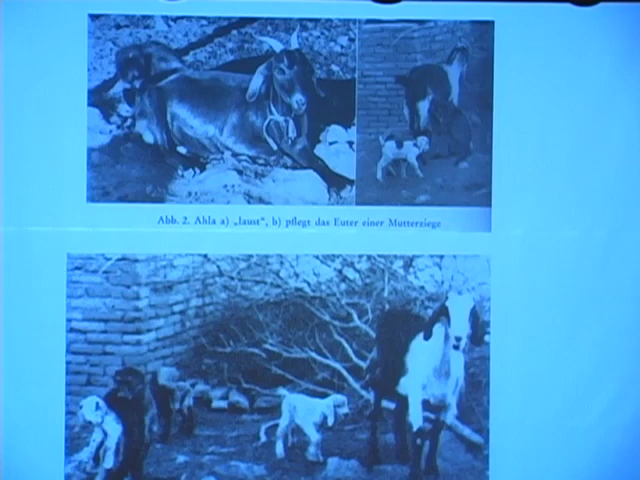 Abb. 2. Ahla a) „laust“, b) pflegt das Euter einer Mutterziege